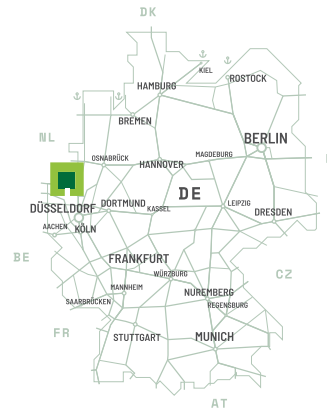 DK
KIEL
ROSTOCK
HAMBURG
BREMEN
NL
BERLIN
OSNABRÜCK
HANNOVER
MAGDEBURG
DE
DÜSSELDORF
DORTMUND
KASSEL
LEIPZIG
DRESDEN
AACHEN
KÖLN
BE
FRANKFURT
WÜRZBURG
CZ
MANNHEIM
NUREMBERG
SAARBRÜCKEN
REGENSBURG
FR
STUTTGART
MUNICH
AT